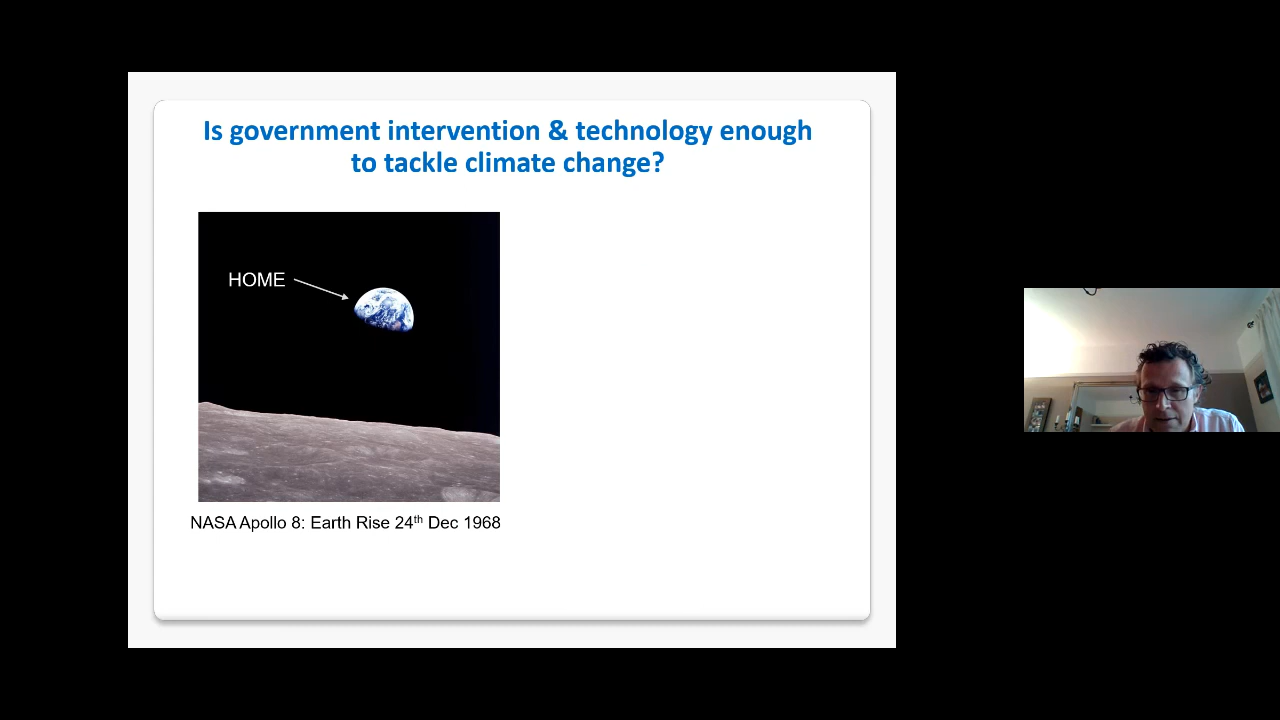 Is government intervention & technology enough
to tackle climate change?
HOME
NASA Apollo 8: Earth Rise 24th Dec 1968